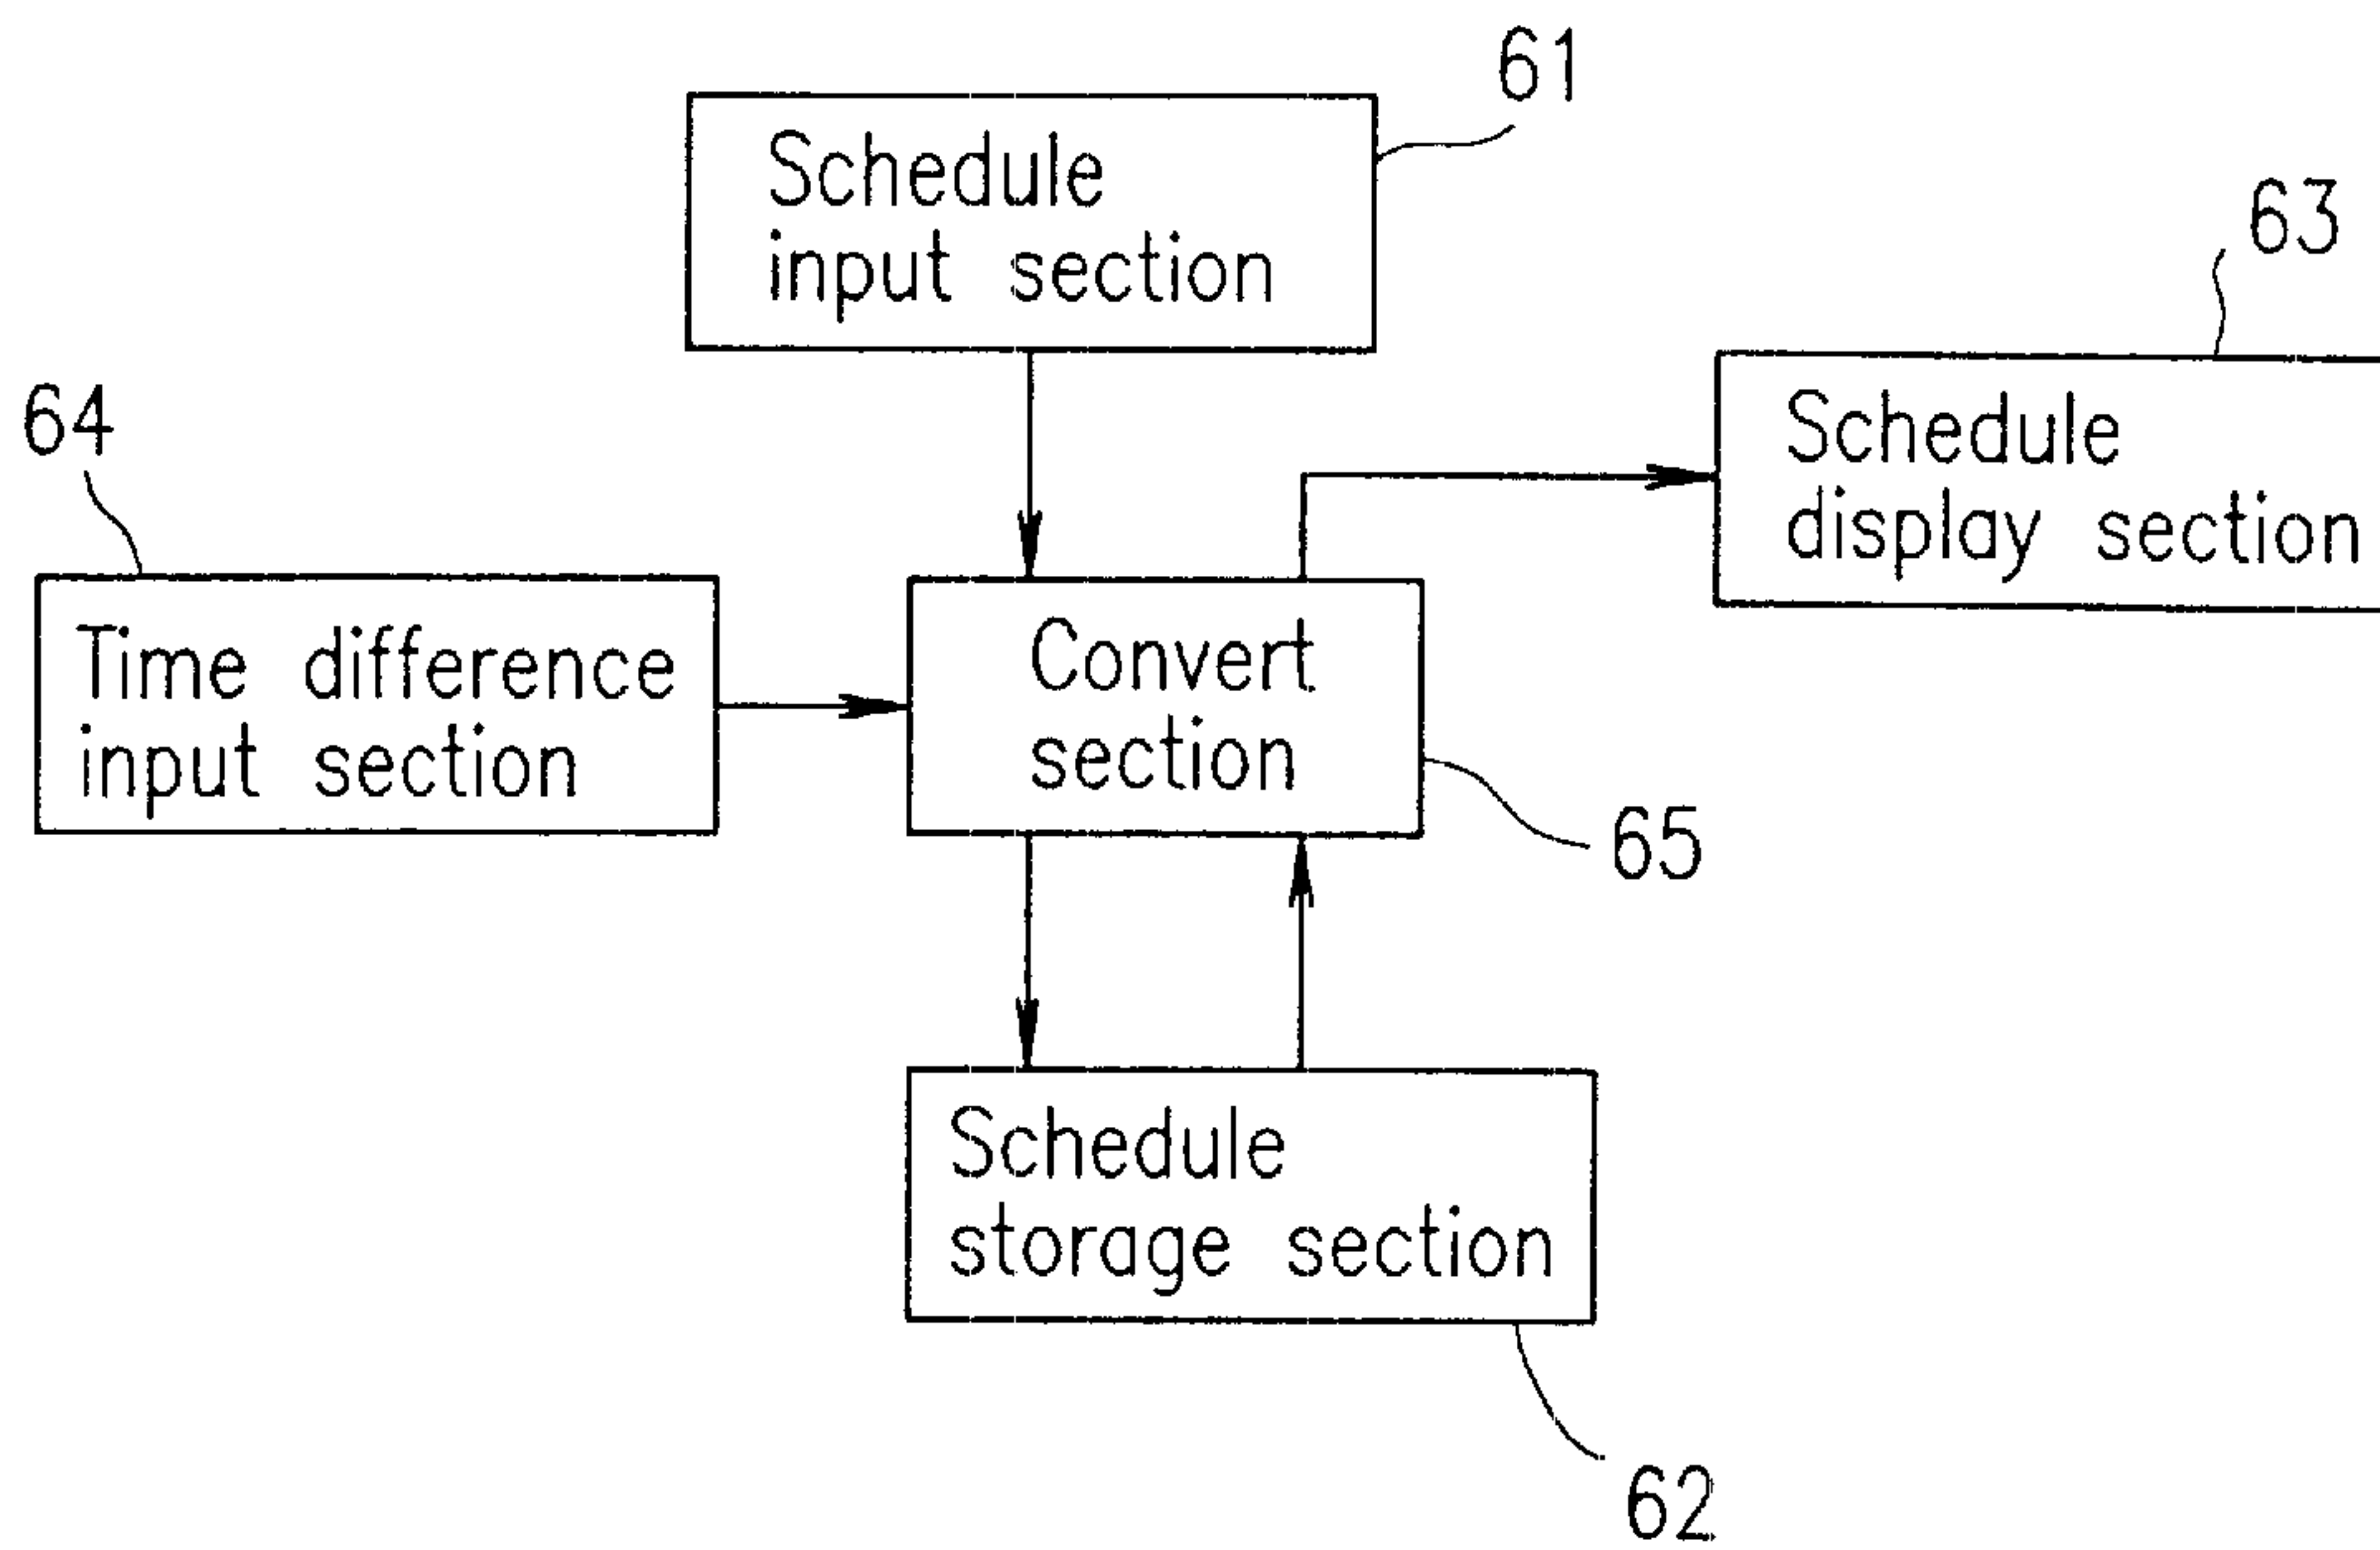 61
Schedule
input section
63
Schedule
display section
64
Time difference
input section
Convert
section
65
Schedule
storage section
62